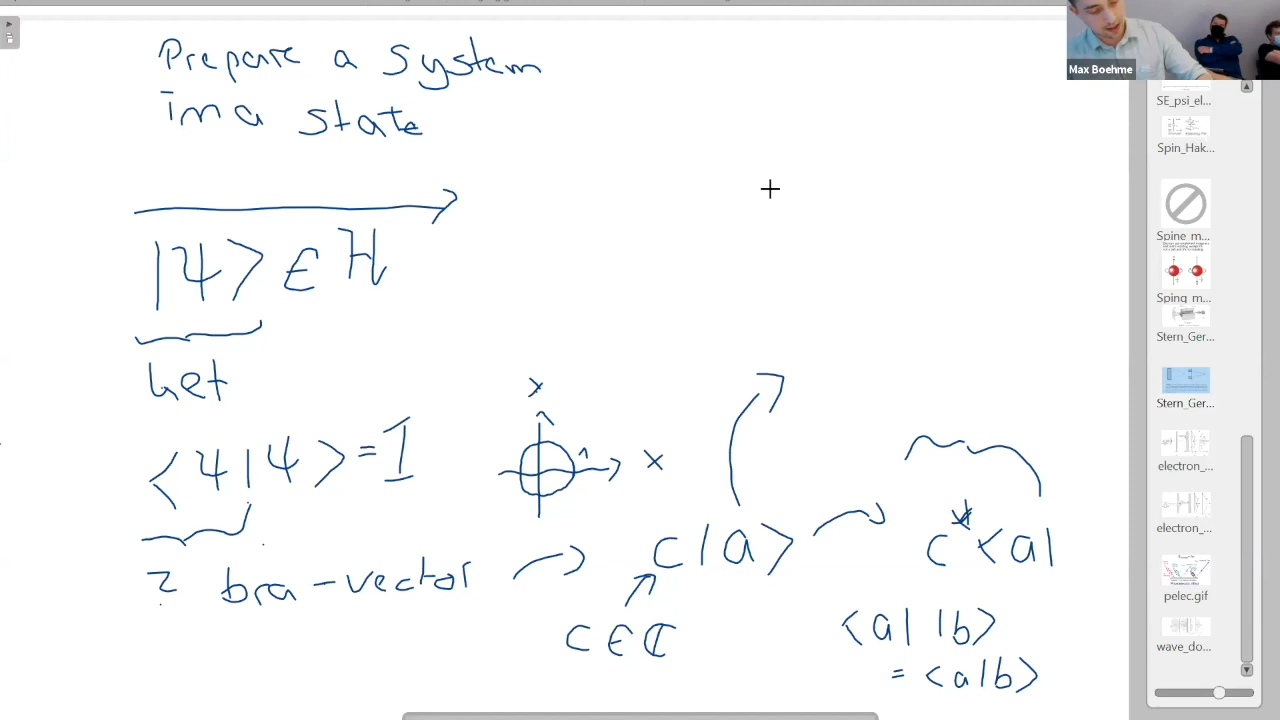 Prepare a system
in a state
|Ψ> ∈ H
ket
<Ψ|Ψ> = 1
x
1
x
? bra-vector
c|a>
c ∈ ℂ
c*<a|
<a| |b>
= <a|b>
Max Boehme
SE_psi_el...
Spin_Hak...
Spine_m...
Sping_m...
Stern_Ger...
Stern_Ger...
electron_...
electron_...
pelec.gif
wave_do...